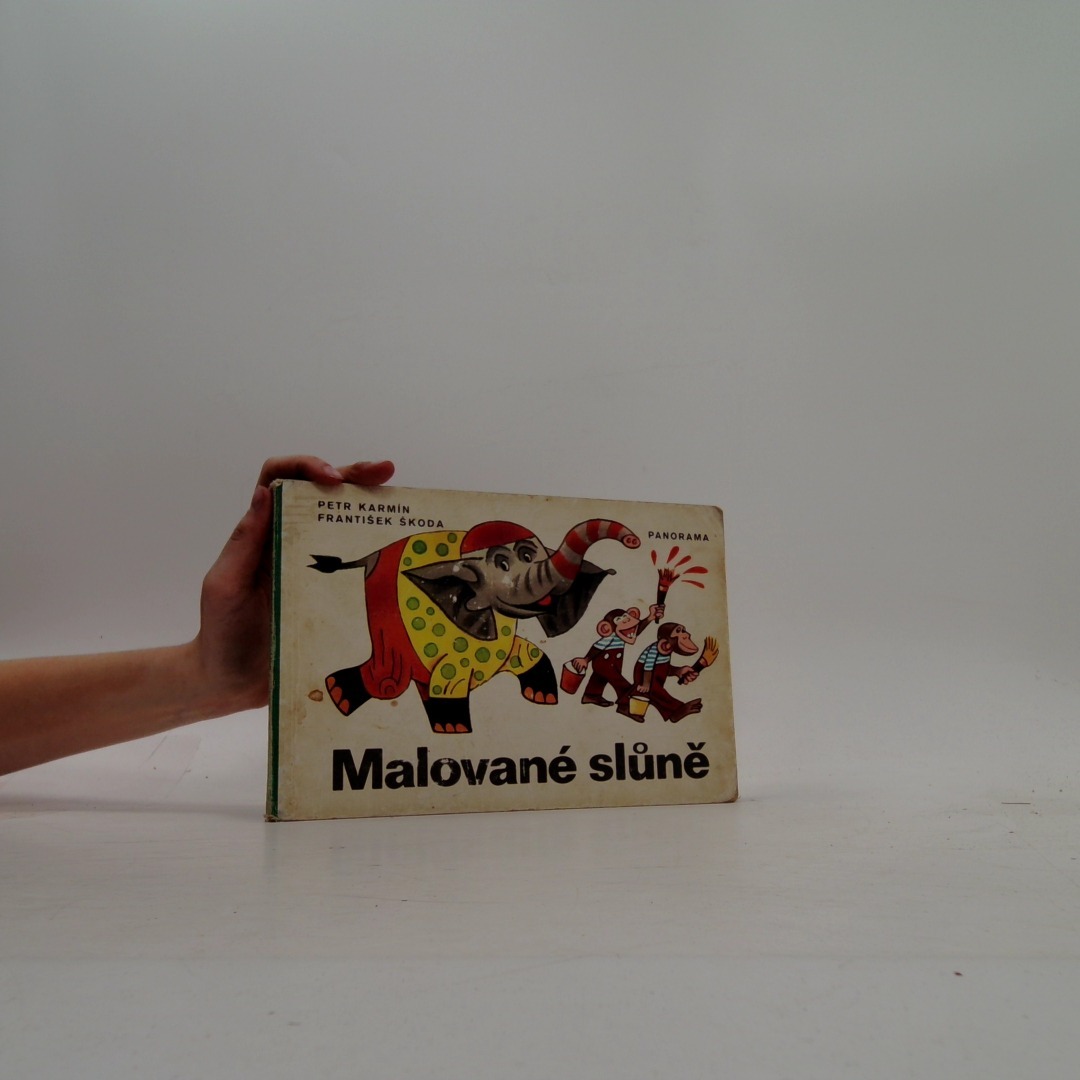 PETR KARMÍN
FRANTIŠEK ŠKODA
PANORAMA
Malované slůně